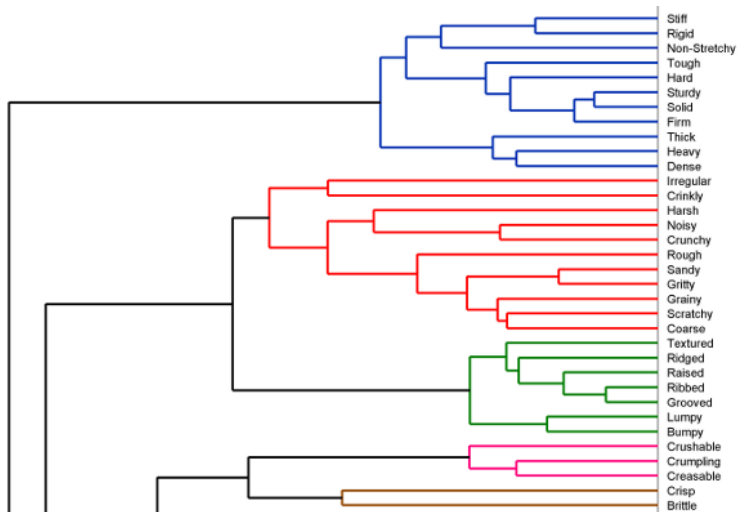 Stiff
Rigid
Non-Stretchy
Tough
Hard
Sturdy
Solid
Firm
Thick
Heavy
Dense
Irregular
Crinkly
Harsh
Noisy
Crunchy
Rough
Sandy
Gritty
Grainy
Scratchy
Coarse
Textured
Ridged
Raised
Ribbed
Grooved
Lumpy
Bumpy
Crushable
Crumpling
Creasable
Crisp
Brittle